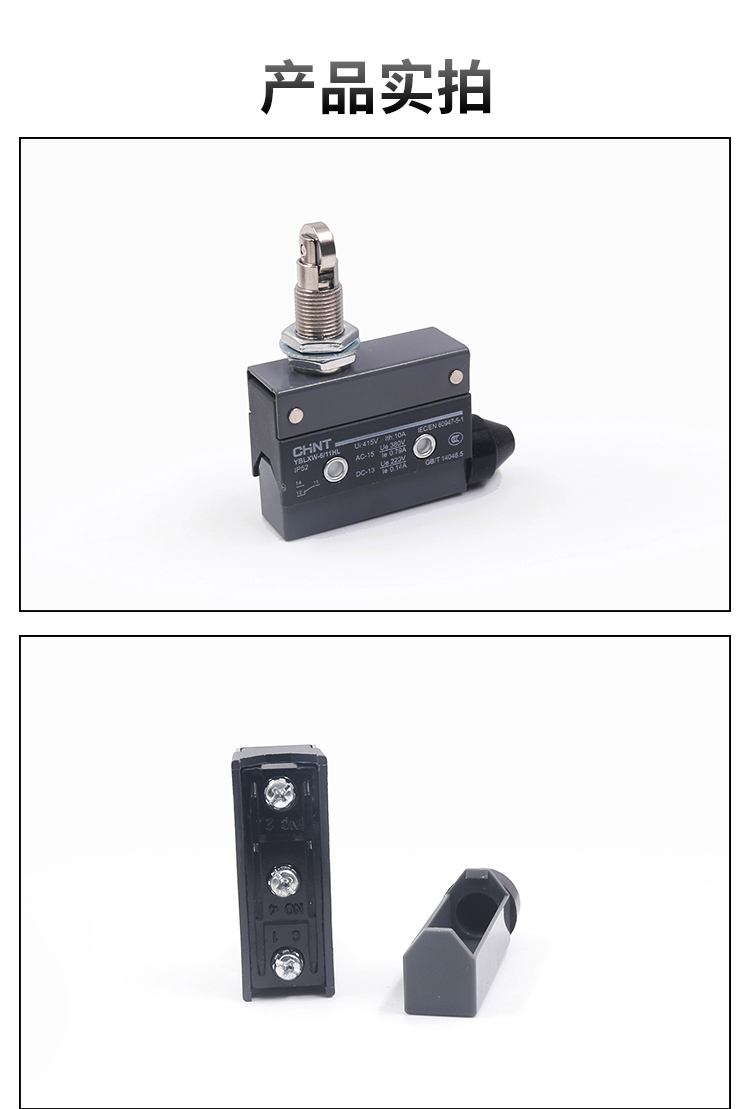 产品实拍
CHNT
YBLXW-6/11HL
IP52
Ui 415V Ith 10A IEC/EN 60947-5-1
AC-15 Ue 380V Ie 0.79A
DC-13 Ue 220V Ie 0.14A
GB/T 14048.5
CCC
14 11
12
NC 2
NO 4
C 1